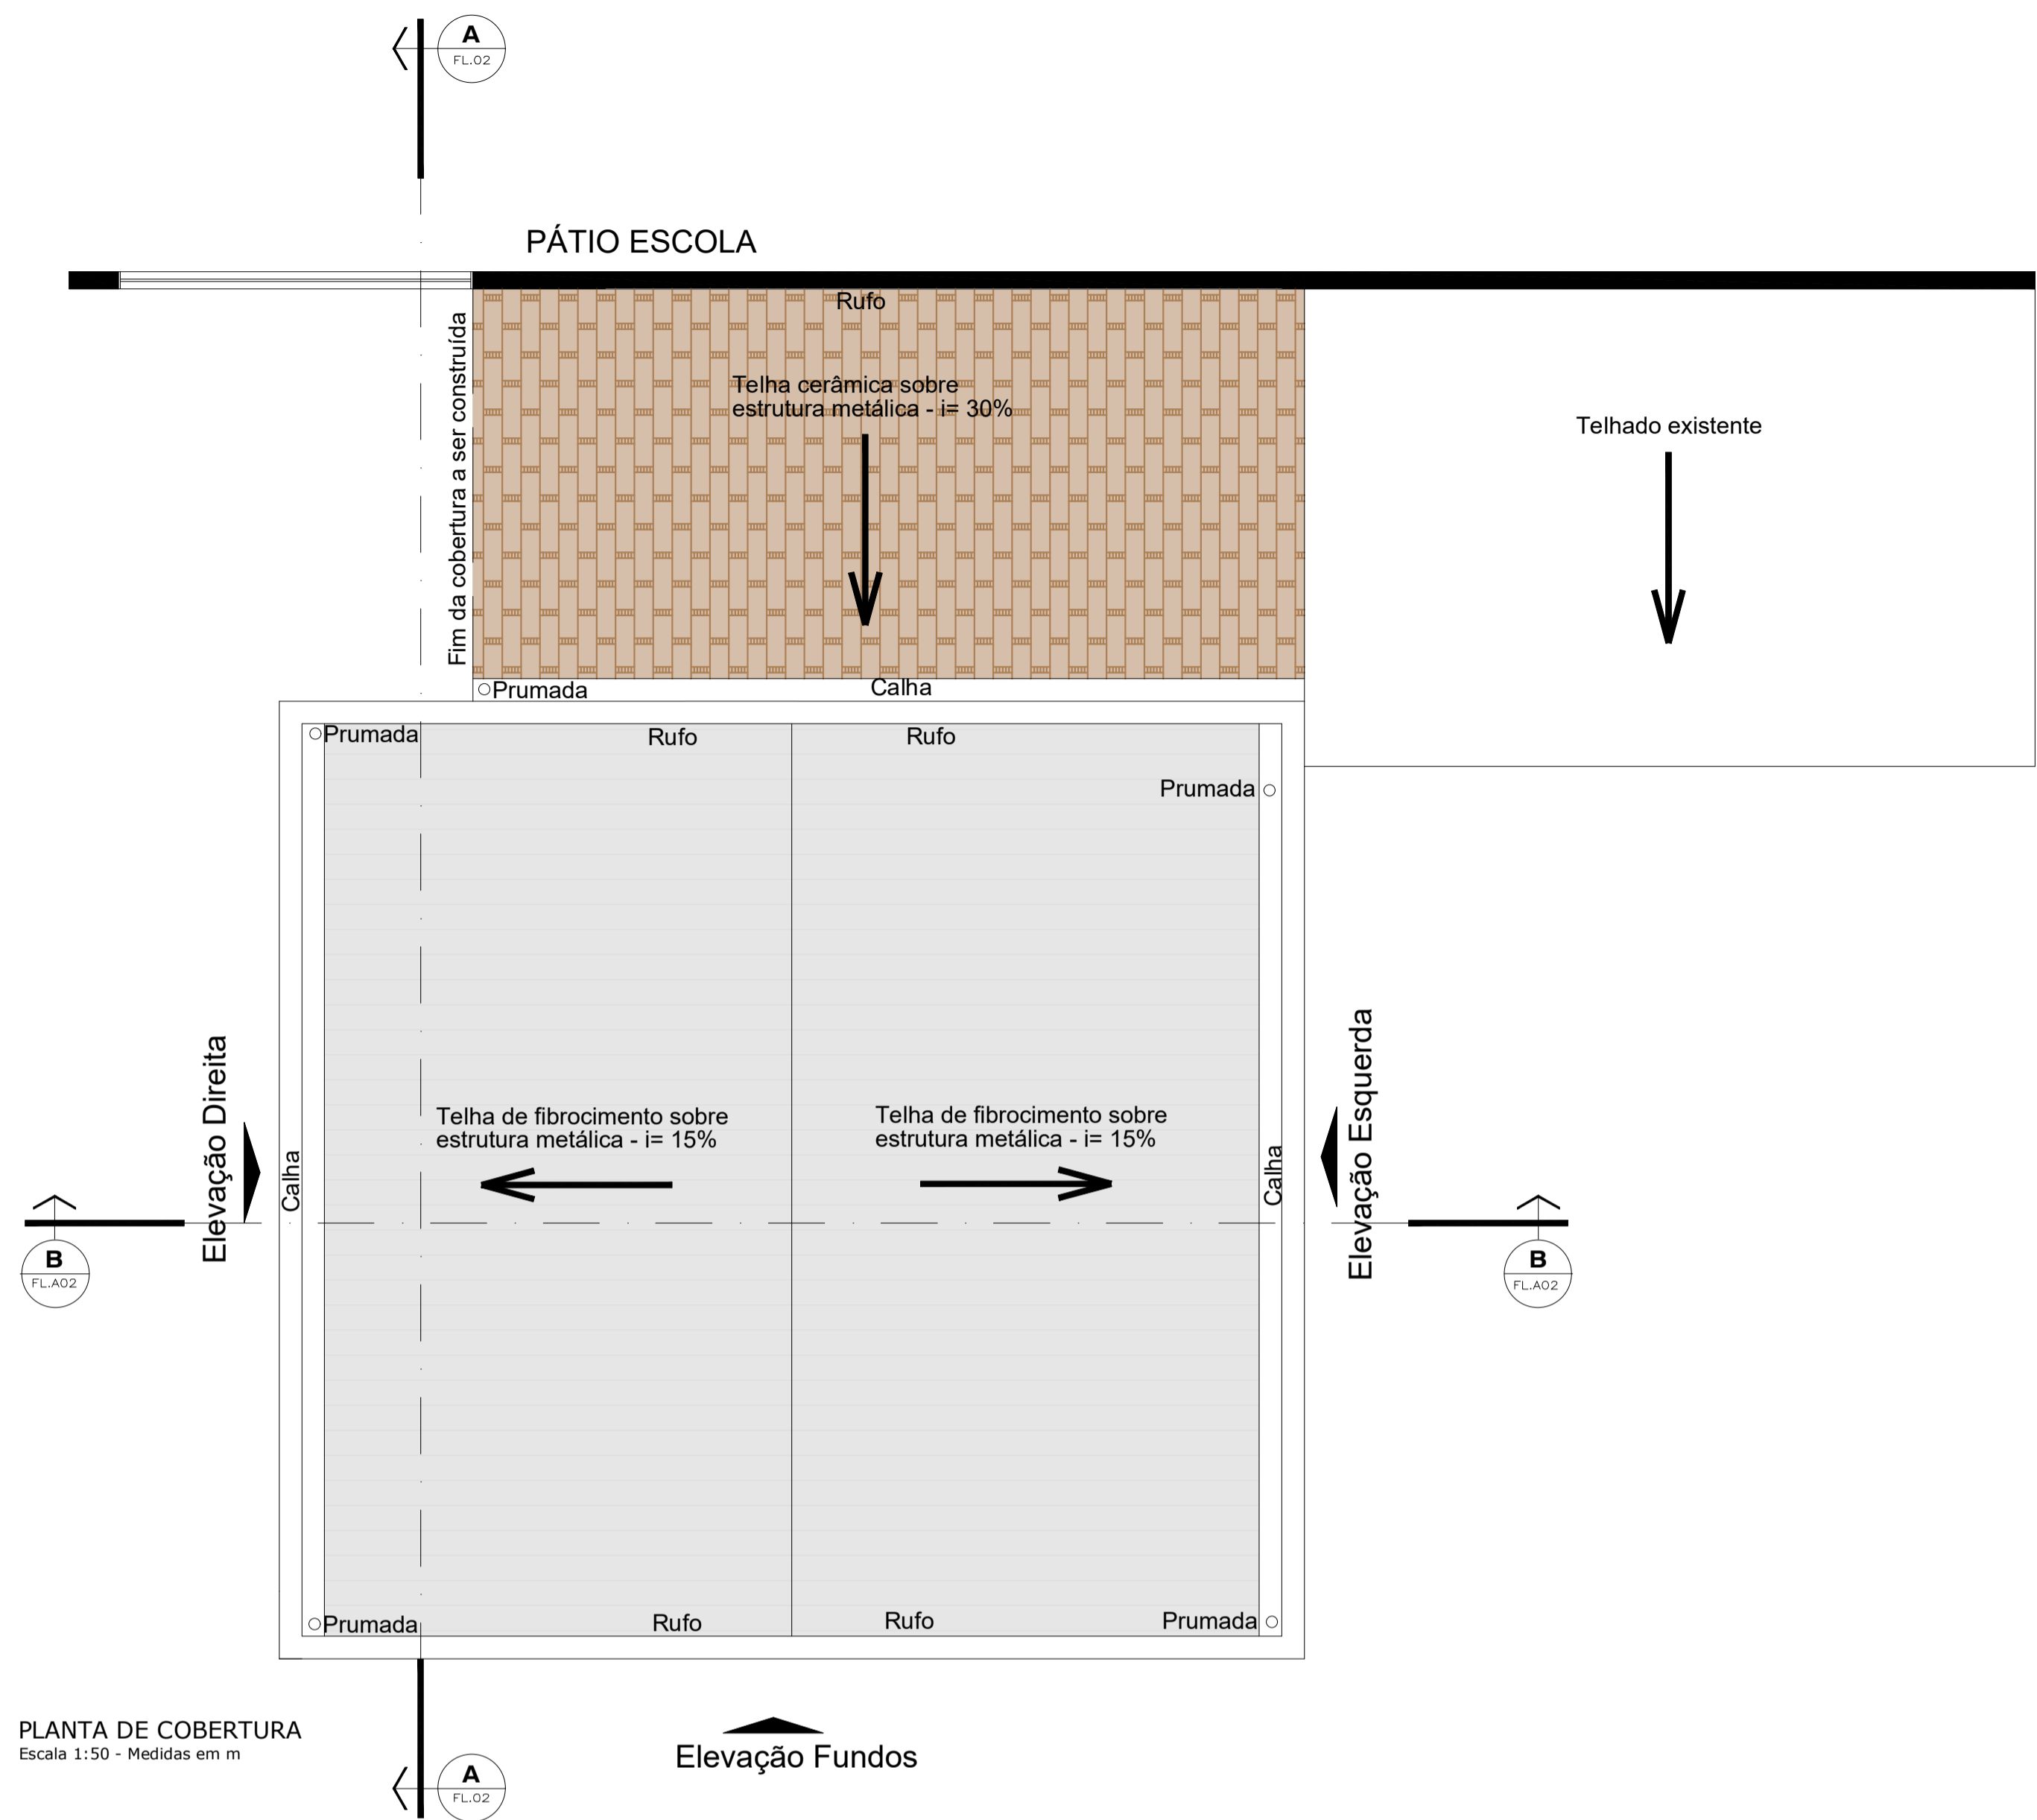 A
FL.02
PÁTIO ESCOLA
Rufo
Fim da cobertura a ser construída
Telha cerâmica sobre
estrutura metálica - i= 30%
Telhado existente
Prumada
Calha
Prumada
Rufo
Rufo
Prumada
Elevação Direita
Calha
Telha de fibrocimento sobre
estrutura metálica - i= 15%
Telha de fibrocimento sobre
estrutura metálica - i= 15%
Calha
Elevação Esquerda
B
FL.A02
B
FL.A02
Prumada
Rufo
Rufo
Prumada
PLANTA DE COBERTURA
Escala 1:50 - Medidas em m
Elevação Fundos
A
FL.02